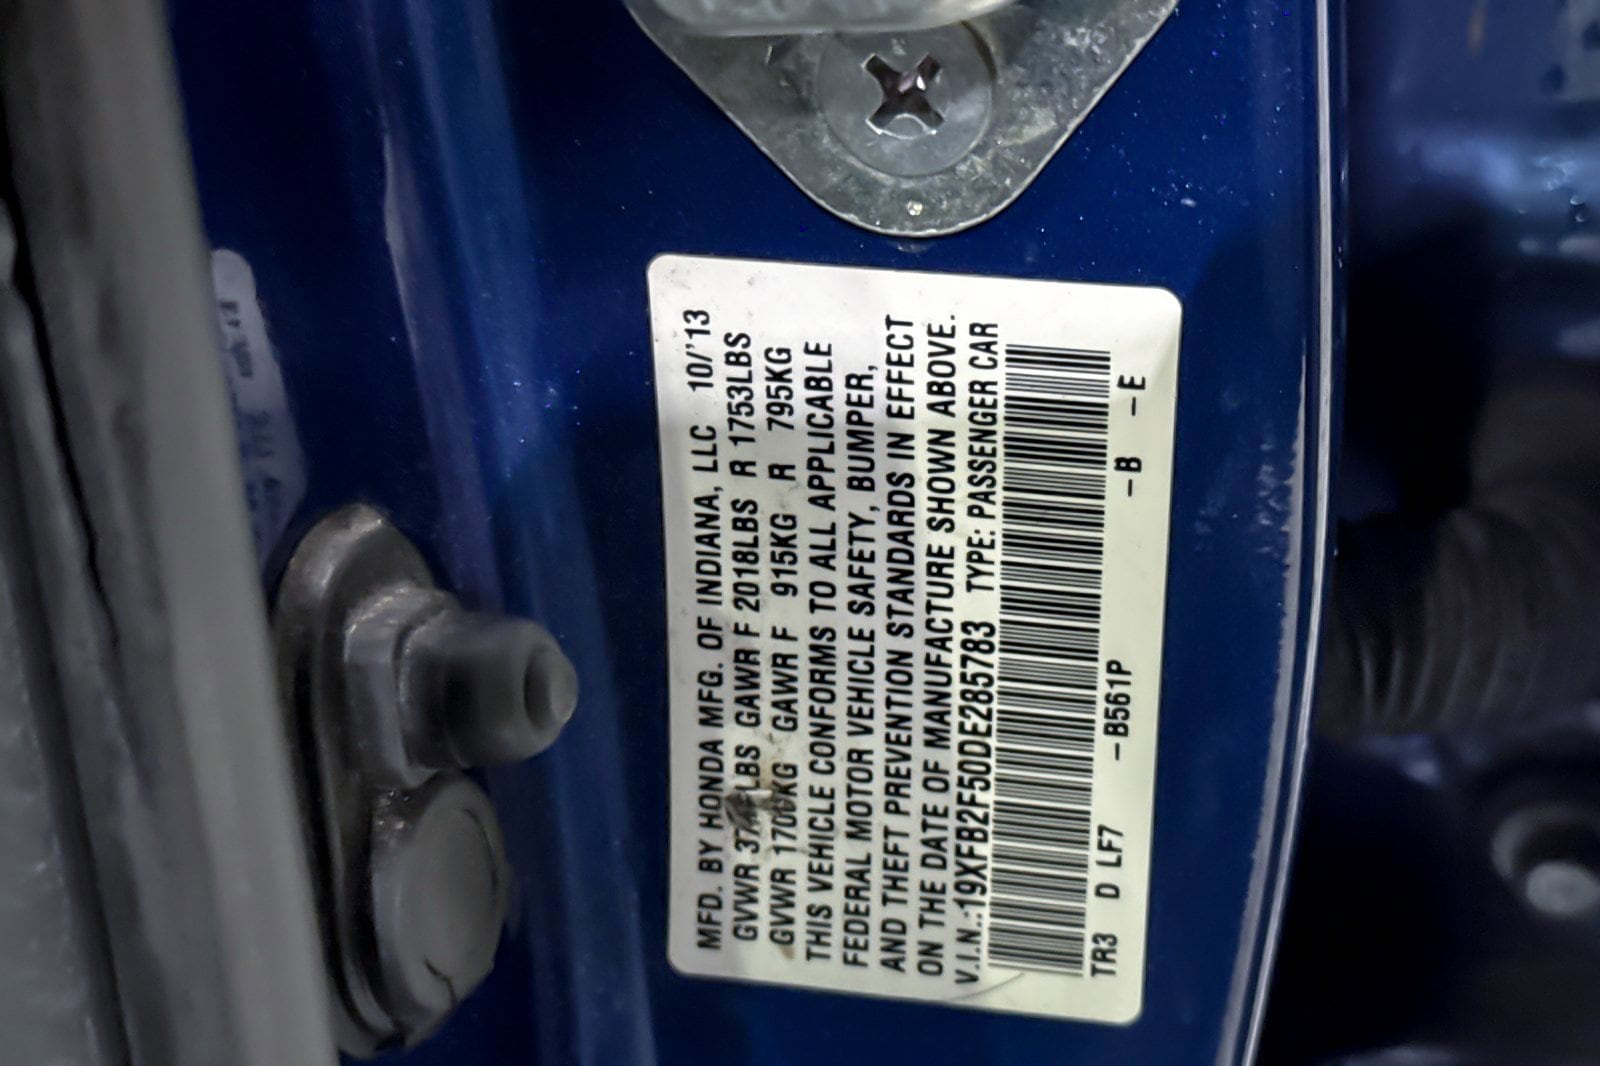 MFD. BY HONDA MFG. OF INDIANA, LLC 10/'13
GVWR LBS GAWR F 2018LBS R 1753LBS
GVWR 1700KG GAWR F 915KG R 795KG
THIS VEHICLE CONFORMS TO ALL APPLICABLE
FEDERAL MOTOR VEHICLE SAFETY, BUMPER,
AND THEFT PREVENTION STANDARDS IN EFFECT
ON THE DATE OF MANUFACTURE SHOWN ABOVE.
V.I.N.:19XFB2F50DE285783 TYPE: PASSENGER CAR
TR3 D LF7 -B561P -B -E